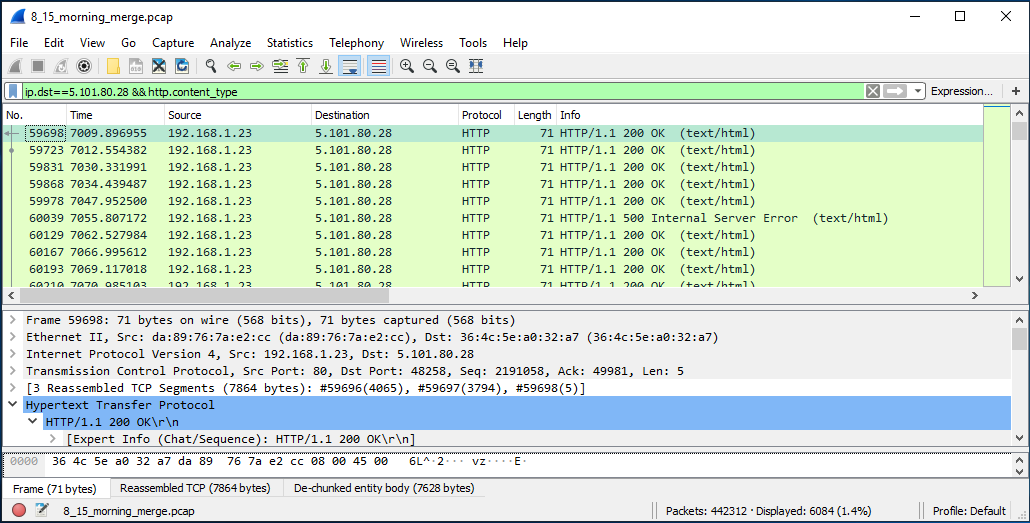 8_15_morning_merge.pcap
File Edit View Go Capture Analyze Statistics Telephony Wireless Tools Help
ip.dst==5.101.80.28 && http.content_type Expression… +
No. Time Source Destination Protocol Length Info
59698 7009.896955 192.168.1.23 5.101.80.28 HTTP 71 HTTP/1.1 200 OK (text/html)
59723 7012.554382 192.168.1.23 5.101.80.28 HTTP 71 HTTP/1.1 200 OK (text/html)
59831 7030.331991 192.168.1.23 5.101.80.28 HTTP 71 HTTP/1.1 200 OK (text/html)
59868 7034.439487 192.168.1.23 5.101.80.28 HTTP 71 HTTP/1.1 200 OK (text/html)
59978 7047.952500 192.168.1.23 5.101.80.28 HTTP 71 HTTP/1.1 200 OK (text/html)
60039 7055.807172 192.168.1.23 5.101.80.28 HTTP 71 HTTP/1.1 500 Internal Server Error (text/html)
60129 7062.527984 192.168.1.23 5.101.80.28 HTTP 71 HTTP/1.1 200 OK (text/html)
60167 7066.995612 192.168.1.23 5.101.80.28 HTTP 71 HTTP/1.1 200 OK (text/html)
60193 7069.117018 192.168.1.23 5.101.80.28 HTTP 71 HTTP/1.1 200 OK (text/html)
60210 7070.985103 192.168.1.23 5.101.80.28 HTTP 71 HTTP/1.1 200 OK (text/html)
Frame 59698: 71 bytes on wire (568 bits), 71 bytes captured (568 bits)
Ethernet II, Src: da:89:76:7a:e2:cc (da:89:76:7a:e2:cc), Dst: 36:4c:5e:a0:32:a7 (36:4c:5e:a0:32:a7)
Internet Protocol Version 4, Src: 192.168.1.23, Dst: 5.101.80.28
Transmission Control Protocol, Src Port: 80, Dst Port: 48258, Seq: 2191058, Ack: 49981, Len: 5
[3 Reassembled TCP Segments (7864 bytes): #59696(4065), #59697(3794), #59698(5)]
Hypertext Transfer Protocol
HTTP/1.1 200 OK\r\n
[Expert Info (Chat/Sequence): HTTP/1.1 200 OK\r\n]
0000 36 4c 5e a0 32 a7 da 89 76 7a e2 cc 08 00 45 00 6L^·2··· vz····E·
Frame (71 bytes) Reassembled TCP (7864 bytes) De-chunked entity body (7628 bytes)
8_15_morning_merge.pcap Packets: 442312 · Displayed: 6084 (1.4%) Profile: Default